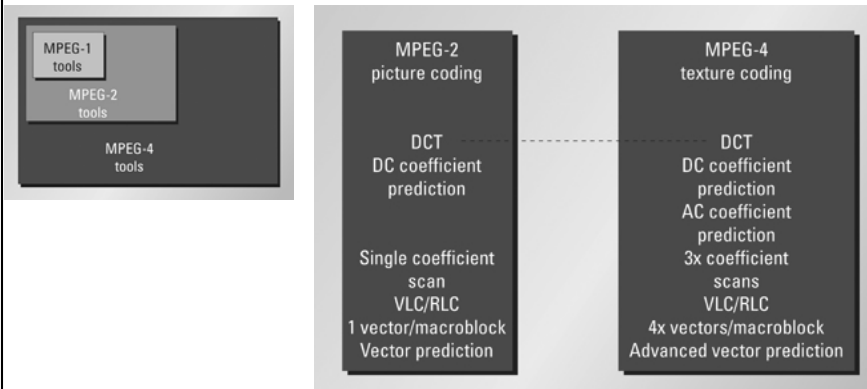 MPEG-1
tools
MPEG-2
tools
MPEG-4
tools
MPEG-2
picture coding
DCT
DC coefficient
prediction
Single coefficient
scan
VLC/RLC
1 vector/macroblock
Vector prediction
MPEG-4
texture coding
DCT
DC coefficient
prediction
AC coefficient
prediction
3x coefficient
scans
VLC/RLC
4x vectors/macroblock
Advanced vector prediction